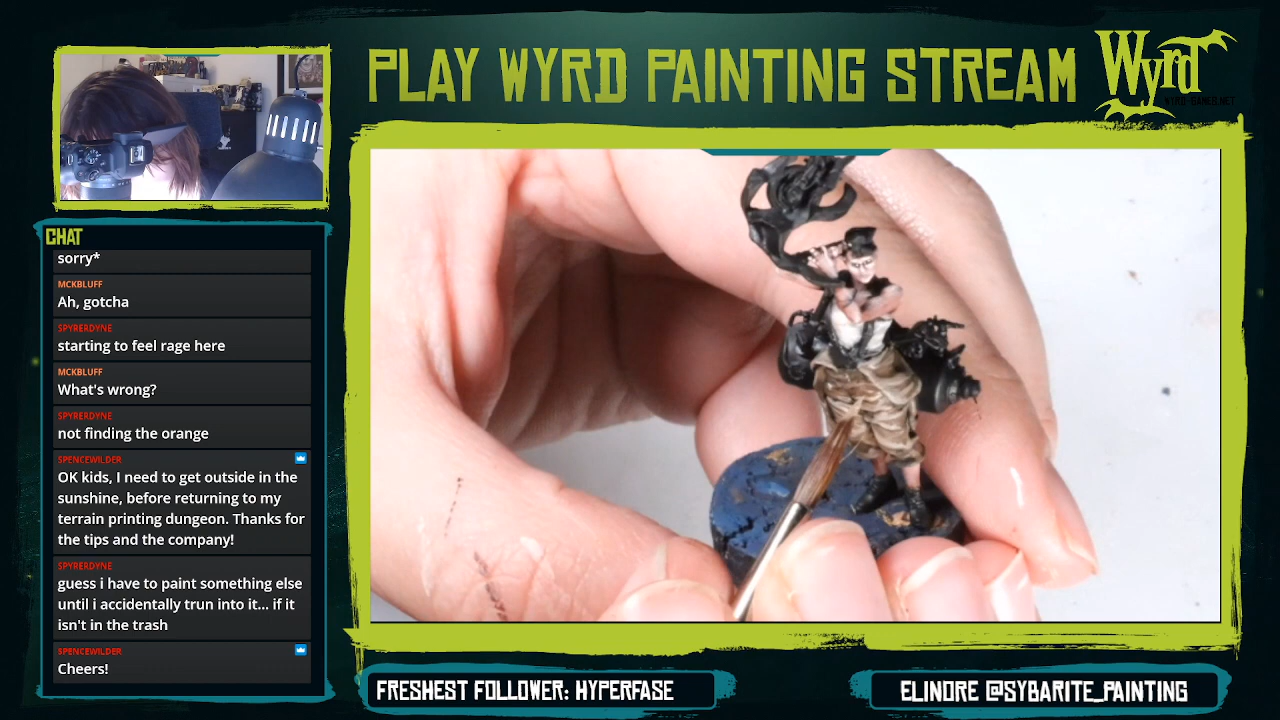 PLAY WYRD PAINTING STREAM
Wyrd
WYRD-GAMES.NET
CHAT
sorry*
MCKBLUFF
Ah, gotcha
SPYRERDYNE
starting to feel rage here
MCKBLUFF
What's wrong?
SPYRERDYNE
not finding the orange
SPENCEWILDER
OK kids, I need to get outside in the
sunshine, before returning to my
terrain printing dungeon. Thanks for
the tips and the company!
SPYRERDYNE
guess i have to paint something else
until i accidentally trun into it... if it
isn't in the trash
SPENCEWILDER
Cheers!
FRESHEST FOLLOWER: HYPERFASE
ELINORE @SYBARITE_PAINTING